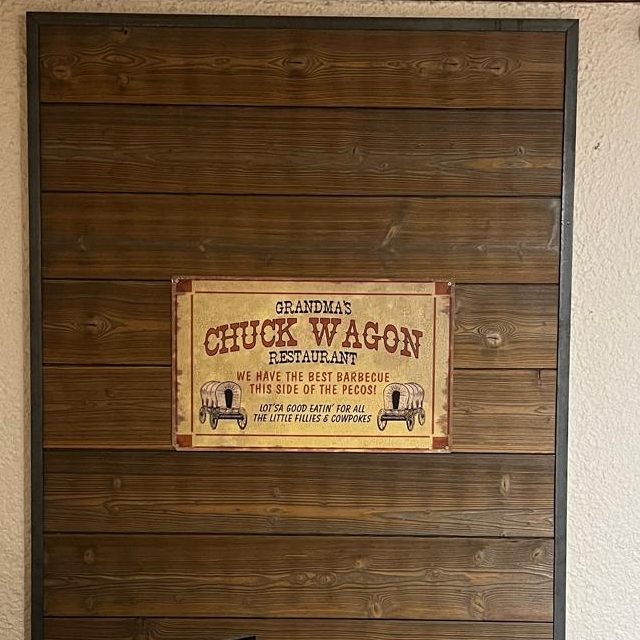 GRANDMA'S
CHUCK WAGON
RESTAURANT
WE HAVE THE BEST BARBECUE
THIS SIDE OF THE PECOS!
LOT'SA GOOD EATIN' FOR ALL
THE LITTLE FILLIES & COWPOKES